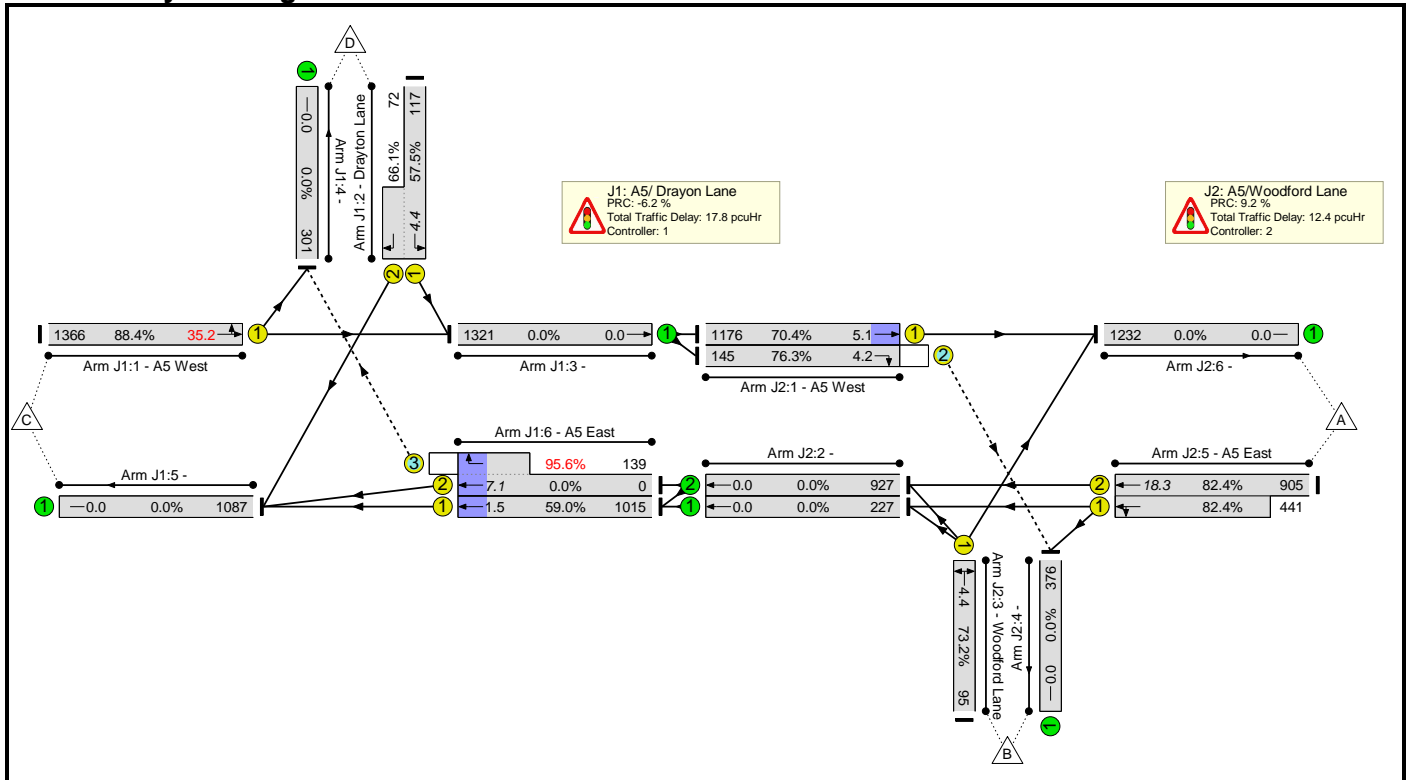 D
1
—0.0 0.0% 301
Arm J1:4 -
Arm J1:2 - Drayton Lane
66.1% 72
4.4 57.5% 117
2
1
J1: A5/ Drayon Lane
PRC: -6.2 %
Total Traffic Delay: 17.8 pcuHr
Controller: 1
J2: A5/Woodford Lane
PRC: 9.2 %
Total Traffic Delay: 12.4 pcuHr
Controller: 2
1366 88.4% 35.2
1
Arm J1:1 - A5 West
1321 0.0% 0.0
1
Arm J1:3 -
1176 70.4% 5.1
1
145 76.3% 4.2
2
Arm J2:1 - A5 West
1232 0.0% 0.0
1
Arm J2:6 -
C
A
Arm J1:6 - A5 East
3
95.6% 139
2
7.1 0.0% 0
1
1.5 59.0% 1015
Arm J1:5 -
1
—0.0 0.0% 1087
Arm J2:2 -
2
0.0 0.0% 927
1
0.0 0.0% 227
Arm J2:5 - A5 East
2
18.3 82.4% 905
1
82.4% 441
1
4.4 73.2% 95
Arm J2:3 - Woodford Lane
Arm J2:4 -
376 0.0% —0.0
1
B